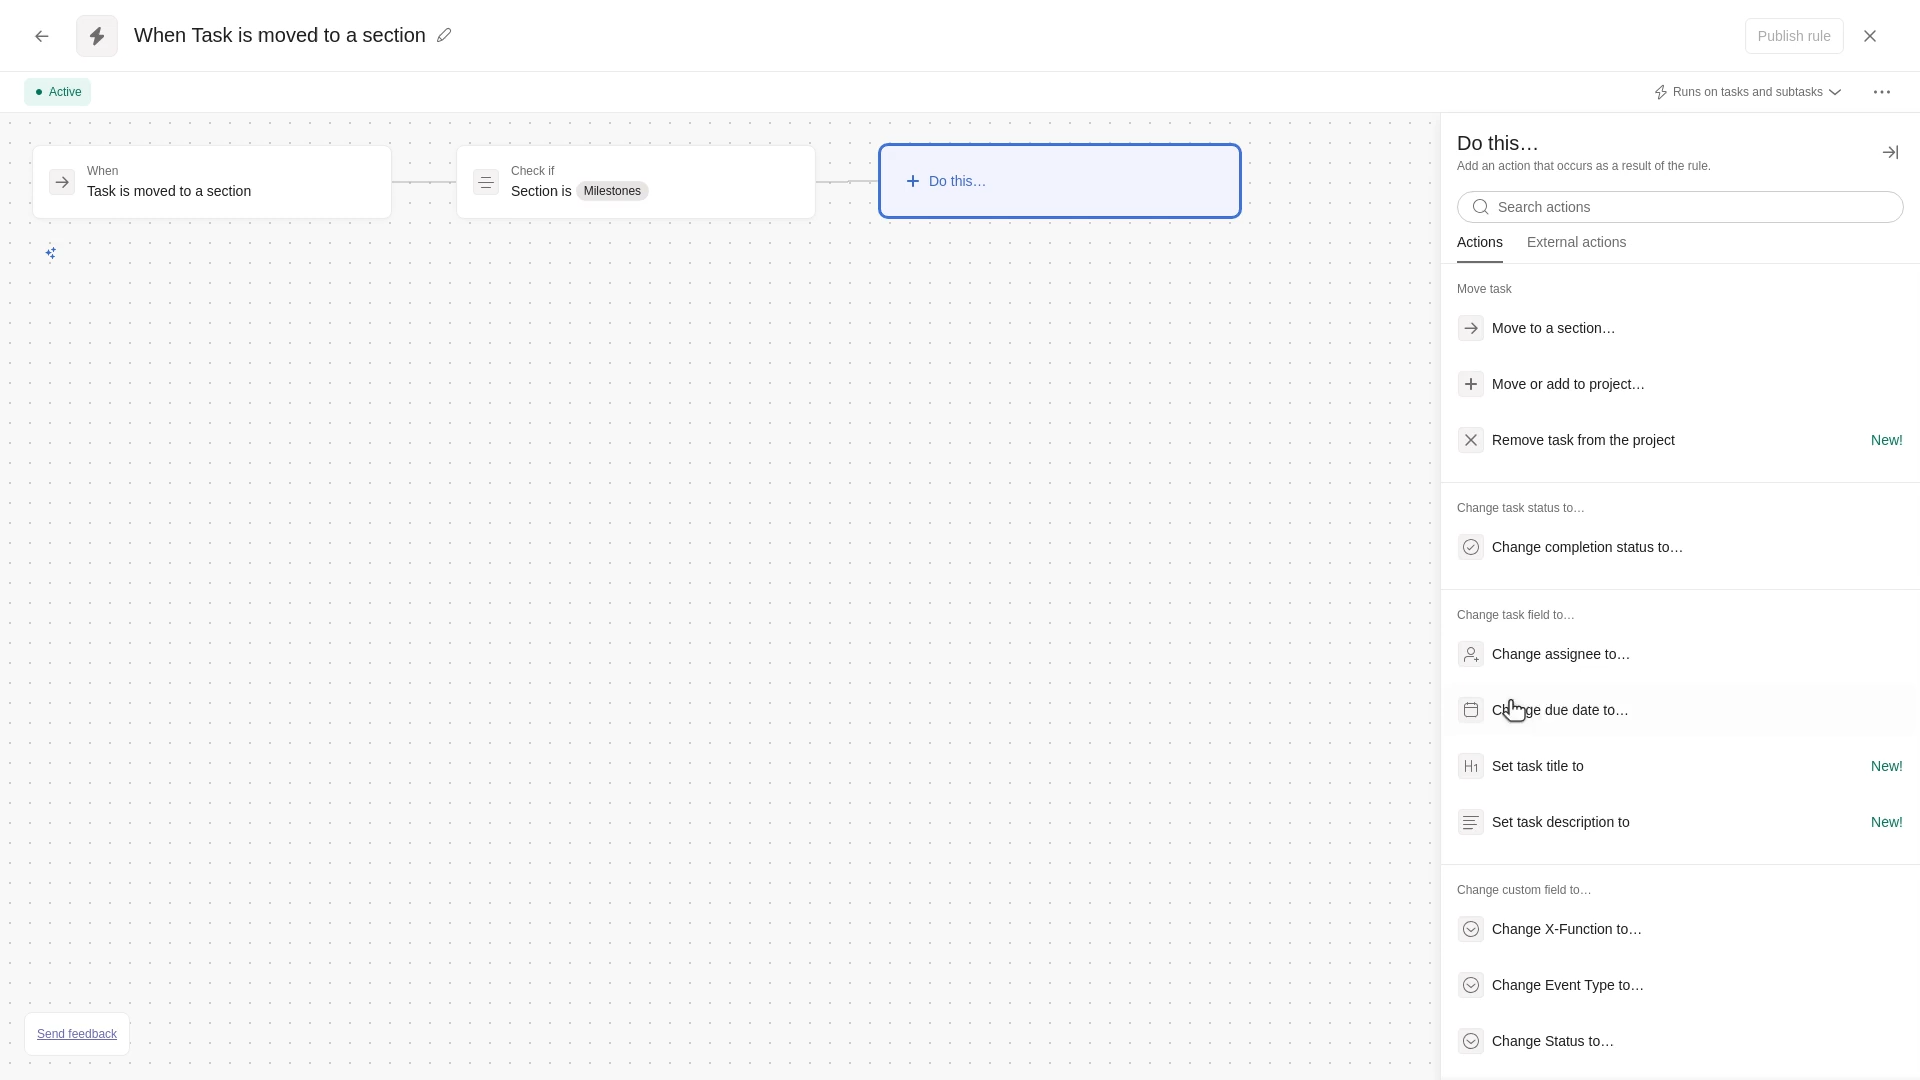 When Task is moved to a section
Publish rule
Active
Runs on tasks and subtasks
When
Task is moved to a section
Check if
Section is Milestones
Do this…
Send feedback
Do this…
Add an action that occurs as a result of the rule.
Search actions
Actions External actions
Move task
Move to a section…
Move or add to project…
Remove task from the project New!
Change task status to…
Change completion status to…
Change task field to…
Change assignee to…
Change due date to…
Set task title to New!
Set task description to New!
Change custom field to…
Change X-Function to…
Change Event Type to…
Change Status to…